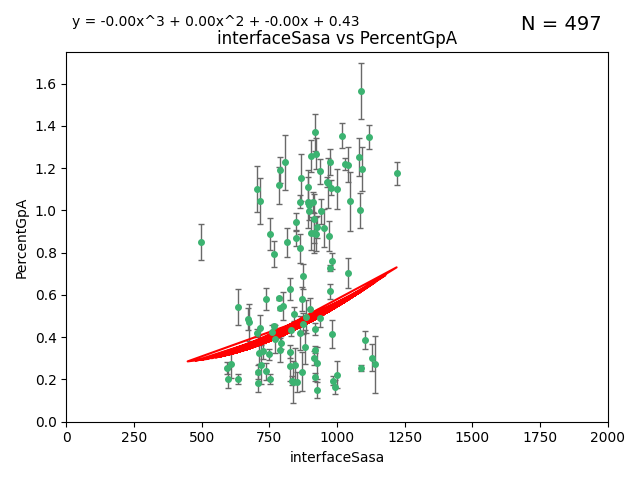 y = -0.00x^3 + 0.00x^2 + -0.00x + 0.43
N = 497
interfaceSasa vs PercentGpA
PercentGpA
1.6
1.4
1.2
1.0
0.8
0.6
0.4
0.2
0.0
0 250 500 750 1000 1250 1500 1750 2000
interfaceSasa